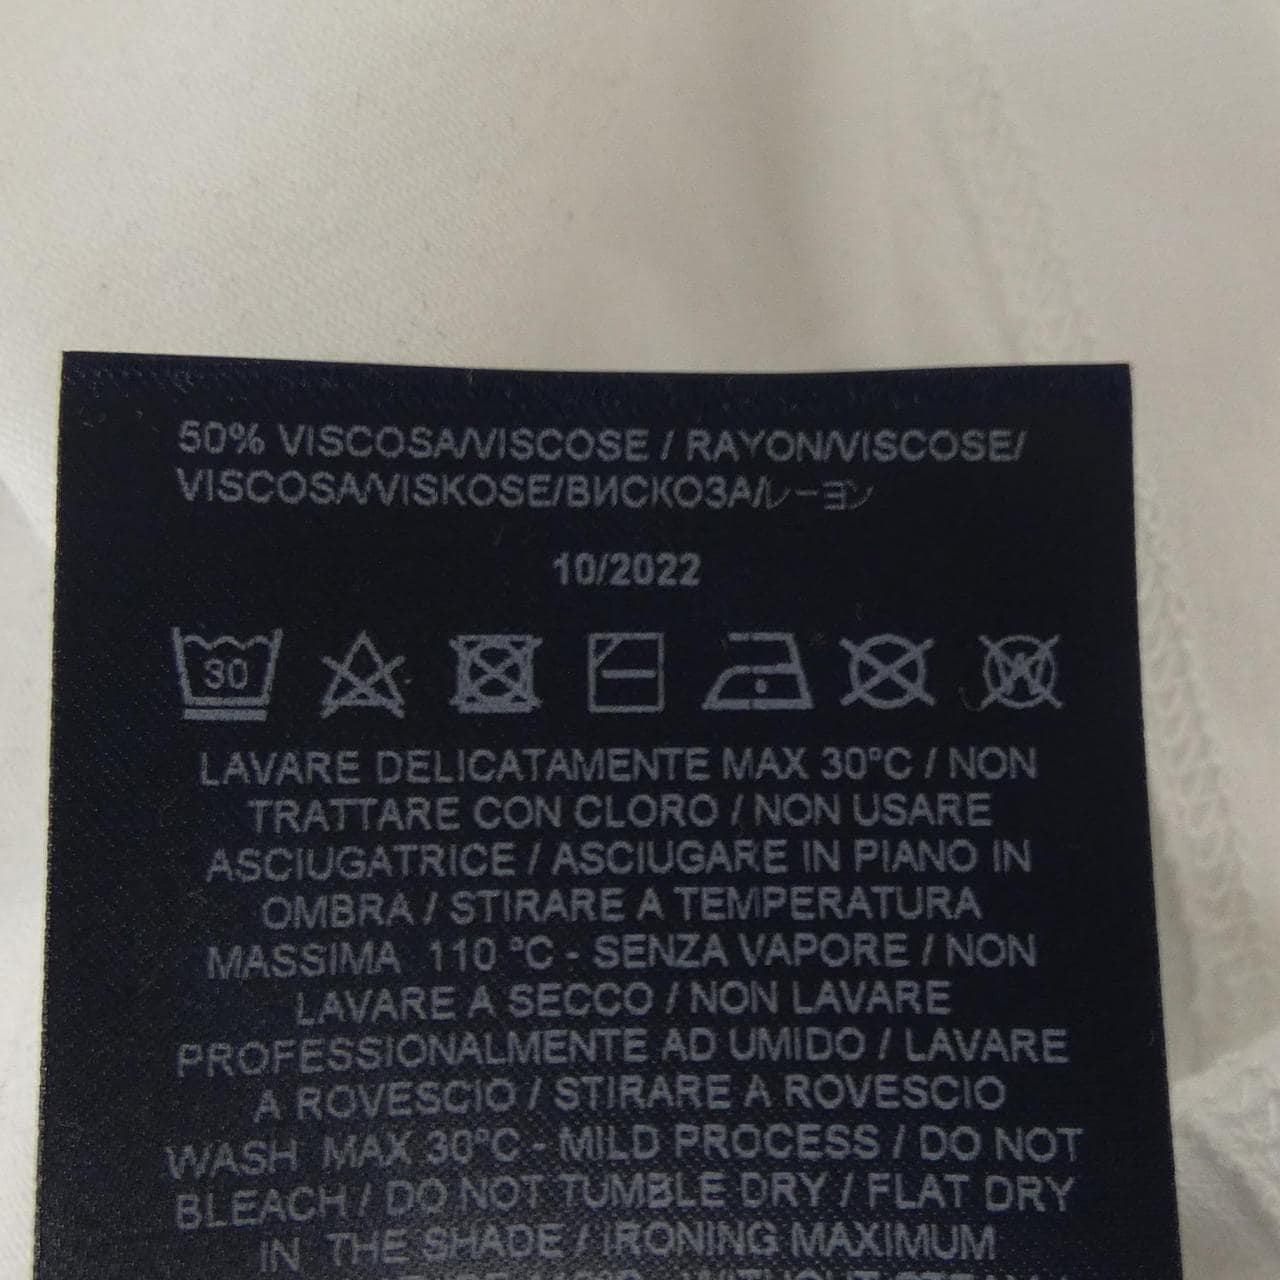 50% VISCOSA/VISCOSE / RAYON/VISCOSE/
VISCOSA/VISKOSE/ВИСКОЗА/レーヨン
10/2022
30
W
LAVARE DELICATAMENTE MAX 30°C / NON
TRATTARE CON CLORO / NON USARE
ASCIUGATRICE / ASCIUGARE IN PIANO IN
OMBRA / STIRARE A TEMPERATURA
MASSIMA 110 °C - SENZA VAPORE / NON
LAVARE A SECCO / NON LAVARE
PROFESSIONALMENTE AD UMIDO / LAVARE
A ROVESCIO / STIRARE A ROVESCIO
WASH MAX 30°C - MILD PROCESS / DO NOT
BLEACH / DO NOT TUMBLE DRY / FLAT DRY
IN THE SHADE / IRONING MAXIMUM